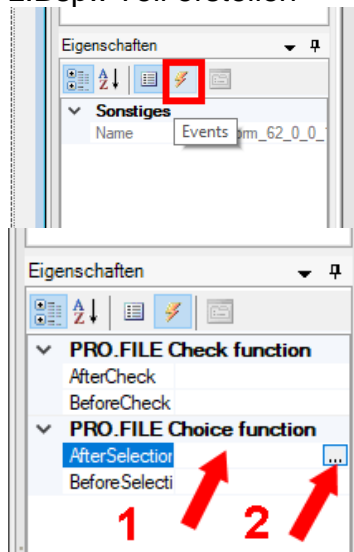 Eigenschaften
Sonstiges
Name
Events
rm_62_0_0_
Eigenschaften
PRO.FILE Check function
AfterCheck
BeforeCheck
PRO.FILE Choice function
AfterSelection
...
BeforeSelecti
1 2